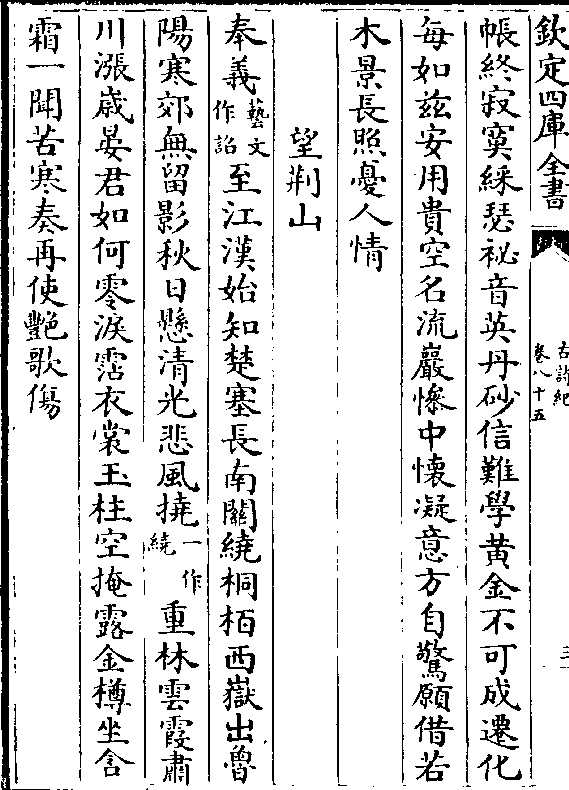 欽定四庫全書
古詩紀
卷八十五
帳終寂寞綵瑟祕音英丹砂信難學黄金不可成遷化
每如兹安用貴空名流巖慘中懷凝意方自驚願借若
木景長照憂人情
望荆山
奉義藝文作詔至江漢始知楚塞長南關繞桐栢西嶽出魯
陽寒郊無留影秋日懸清光悲風撓一作繞重林雲霞肅
川漲嵗晏君如何零淚霑衣裳玉柱空掩露金樽坐含
霜一聞苦寒奏再使艷歌傷